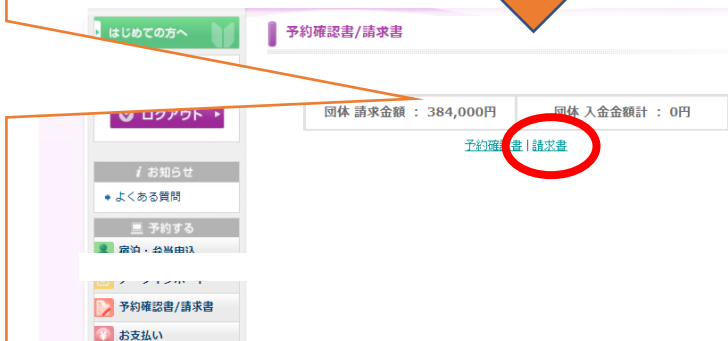 はじめての方へ
予約確認書/請求書
ログアウト
団体 請求金額 ： 384,000円
団体 入金金額計 ： 0円
予約確認書 | 請求書
i お知らせ
よくある質問
予約する
宿泊・弁当申込
予約確認書/請求書
お支払い